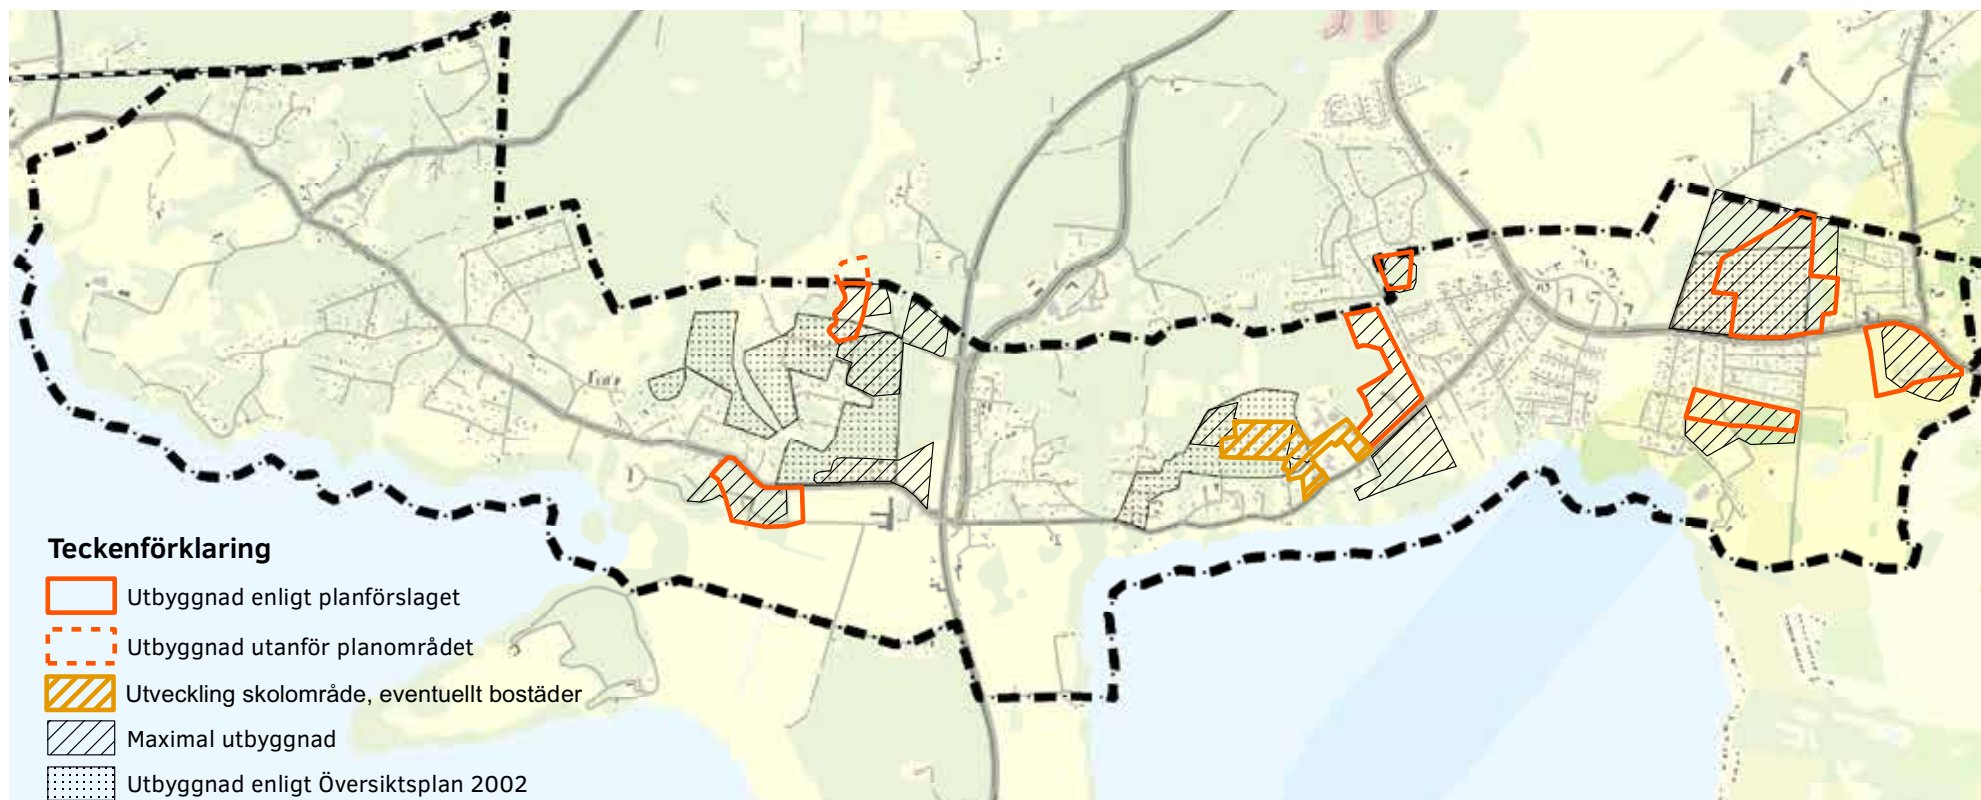 Teckenförklaring
Utbyggnad enligt planförslaget
Utbyggnad utanför planområdet
Utveckling skolområde, eventuellt bostäder
Maximal utbyggnad
Utbyggnad enligt Översiktsplan 2002